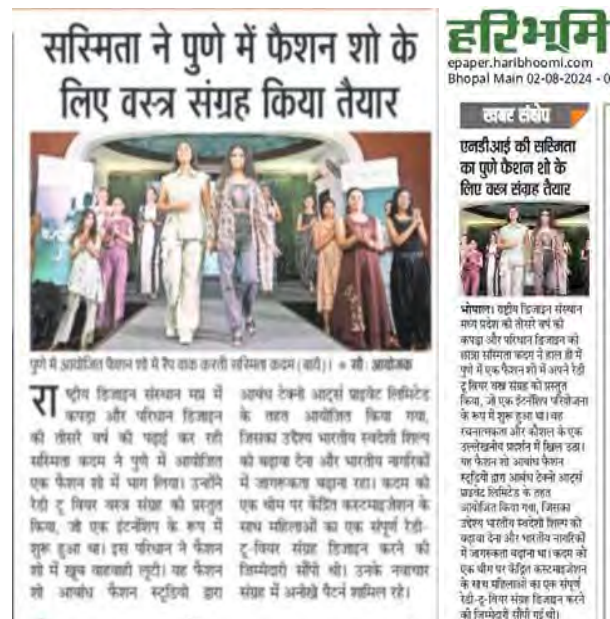 सस्मिता ने पुणे में फैशन शो के
लिए वस्त्र संग्रह किया तैयार
पुणे में आयोजित फैशन शो में रैंप वाक करती सस्मिता कदम (बायें)। ● सौ: आयोजक
राष्ट्रीय डिजाइन संस्थान मप्र में
कपड़ा और परिधान डिजाइन
की तीसरे वर्ष की पढ़ाई कर रही
सस्मिता कदम ने पुणे में आयोजित
एक फैशन शो में भाग लिया। उन्होंने
रेडी टू वियर वस्त्र संग्रह को प्रस्तुत
किया, जो एक इंटर्नशिप के रूप में
शुरू हुआ था। इस परिधान ने फैशन
शो में खूब वाहवाही लूटी। यह फैशन
शो आबांध फैशन स्टूडियो द्वारा
आबंध टेक्नो आर्ट्स प्राइवेट लिमिटेड
के तहत आयोजित किया गया,
जिसका उद्देश्य भारतीय स्वदेशी शिल्प
को बढ़ावा देना और भारतीय नागरिकों
में जागरूकता बढ़ाना रहा। कदम को
एक थीम पर केंद्रित कस्टमाइजेशन के
साथ महिलाओं का एक संपूर्ण रेडी-
टू-वियर संग्रह डिजाइन करने की
जिम्मेदारी सौंपी थी। उनके नवाचार
संग्रह में अनोखे पैटर्न शामिल रहे।
हरिभूमि
epaper.haribhoomi.com
Bhopal Main 02-08-2024 - 0
खबर संक्षेप
एनडीआई की सस्मिता
का पुणे फैशन शो के
लिए वस्त्र संग्रह तैयार
भोपाल। राष्ट्रीय डिजाइन संस्थान
मध्य प्रदेश की तीसरे वर्ष की
कपड़ा और परिधान डिजाइन की
छात्रा सस्मिता कदम ने हाल ही में
पुणे में एक फैशन शो में अपने रेडी
टू वियर वस्त्र संग्रह को प्रस्तुत
किया, जो एक इंटर्नशिप परियोजना
के रूप में शुरू हुआ था। वह
रचनात्मकता और कौशल के एक
उल्लेखनीय प्रदर्शन में खिल उठा।
यह फैशन शो आबांध फैशन
स्टूडियो द्वारा आबंध टेक्नो आर्ट्स
प्राइवेट लिमिटेड के तहत
आयोजित किया गया, जिसका
उद्देश्य भारतीय स्वदेशी शिल्प को
बढ़ावा देना और भारतीय नागरिकों
में जागरूकता बढ़ाना था। कदम को
एक थीम पर केंद्रित कस्टमाइजेशन
के साथ महिलाओं का एक संपूर्ण
रेडी-टू-वियर संग्रह डिजाइन करने
की जिम्मेदारी सौंपी गई थी।